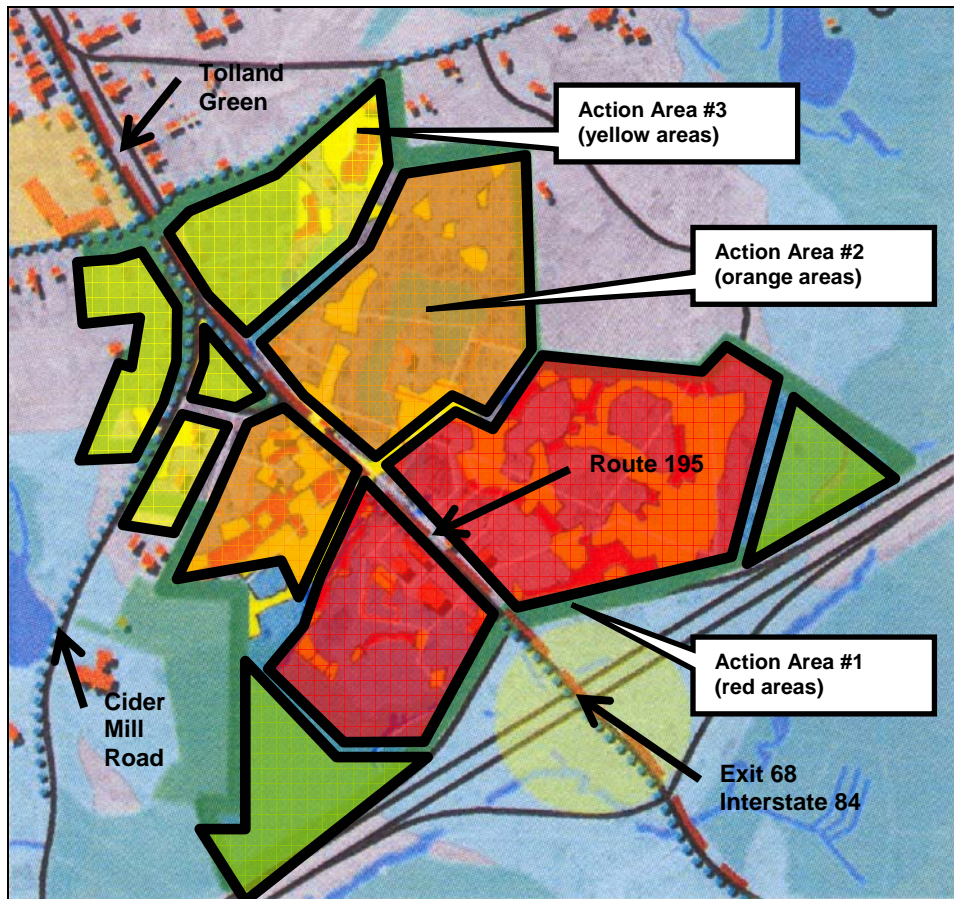 Tolland
Green
Action Area #3
(yellow areas)
Action Area #2
(orange areas)
Route 195
Action Area #1
(red areas)
Cider
Mill
Road
Exit 68
Interstate 84